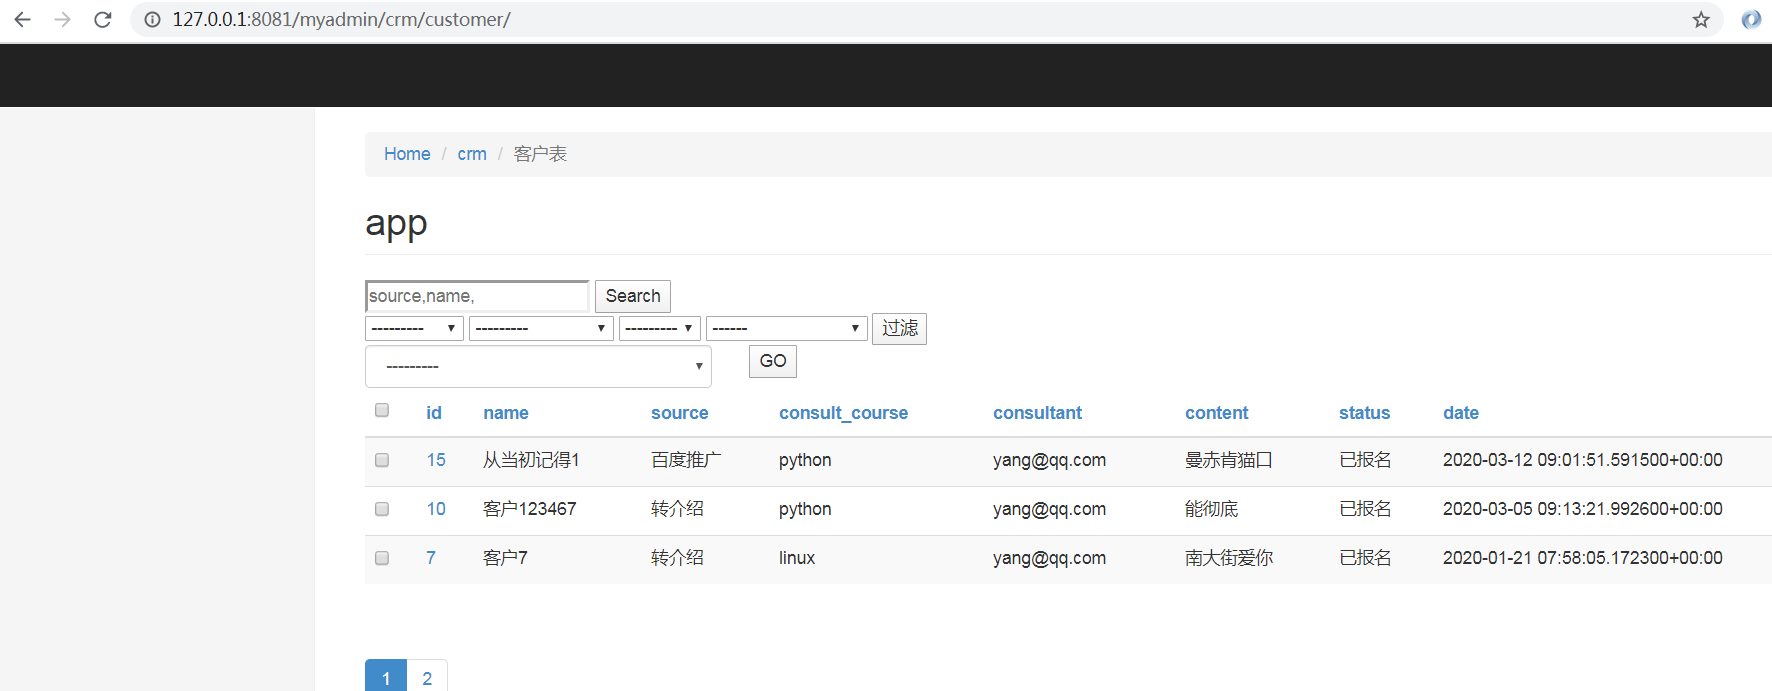 127.0.0.1:8081/myadmin/crm/customer/
Home / crm / 客户表
app
source,name, Search
--------- --------- --------- ------ 过滤
--------- GO
id name source consult_course consultant content status date
15 从当初记得1 百度推广 python yang@qq.com 曼赤肯猫口 已报名 2020-03-12 09:01:51.591500+00:00
10 客户123467 转介绍 python yang@qq.com 能彻底 已报名 2020-03-05 09:13:21.992600+00:00
7 客户7 转介绍 linux yang@qq.com 南大街爱你 已报名 2020-01-21 07:58:05.172300+00:00
1 2